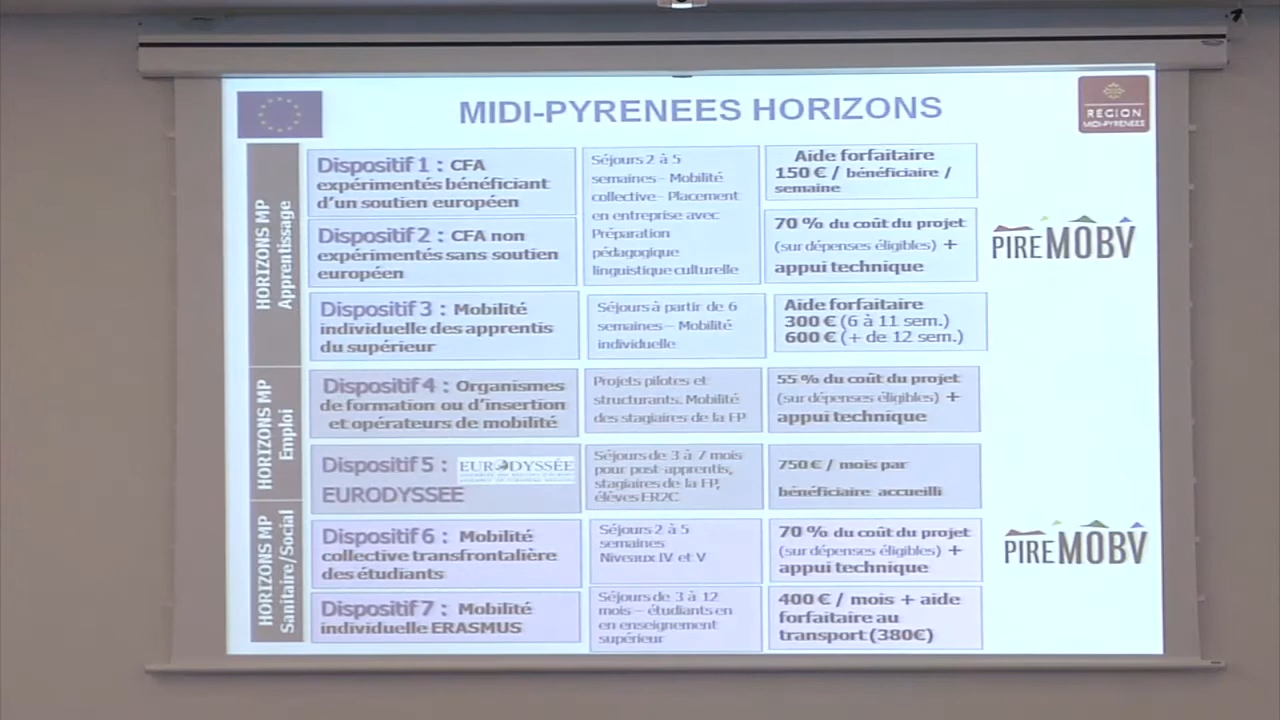 MIDI-PYRENEES HORIZONS
RÉGION
MIDI-PYRENEES
HORIZONS MP
Apprentissage
Dispositif 1 : CFA
expérimentés bénéficiant
d'un soutien européen
Séjours 2 à 5
semaines - Mobilité
collective - Placement
en entreprise avec
Préparation
pédagogique
linguistique culturelle
Aide forfaitaire
150 € / bénéficiaire /
semaine
Dispositif 2 : CFA non
expérimentés sans soutien
européen
70 % du coût du projet
(sur dépenses éligibles) +
appui technique
PIREMOBV
Dispositif 3 : Mobilité
individuelle des apprentis
du supérieur
Séjours à partir de 6
semaines – Mobilité
individuelle
Aide forfaitaire
300 € (6 à 11 sem.)
600 € (+ de 12 sem.)
HORIZONS MP
Emploi
Dispositif 4 : Organismes
de formation ou d'insertion
et opérateurs de mobilité
Projets pilotes et
structurants. Mobilité
des stagiaires de la FP
55 % du coût du projet
(sur dépenses éligibles) +
appui technique
Dispositif 5 : EURODYSSÉE
EURODYSSEE
Séjours de 3 à 7 mois
pour post-apprentis,
stagiaires de la FP,
élèves ER2C
750 € / mois par
bénéficiaire accueilli
HORIZONS MP
Sanitaire/Social
Dispositif 6 : Mobilité
collective transfrontalière
des étudiants
Séjours 2 à 5
semaines
Niveaux IV et V
70 % du coût du projet
(sur dépenses éligibles) +
appui technique
PIREMOBV
Dispositif 7 : Mobilité
individuelle ERASMUS
Séjours de 3 à 12
mois – étudiants en
en enseignement
supérieur
400 € / mois + aide
forfaitaire au
transport (380€)